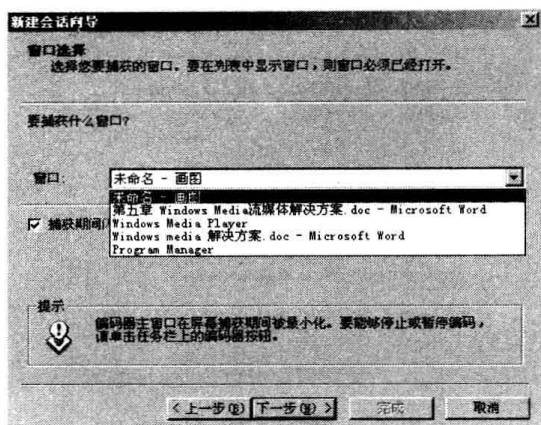 新建会话向导
窗口选择
选择您要捕获的窗口。要在列表中显示窗口，则窗口必须已经打开。
要捕获什么窗口?
窗口:
未命名 - 画图
未命名 - 画图
第五章 Windows Media流媒体解决方案.doc - Microsoft Word
捕获期间
Windows Media Player
Windows media 解决方案.doc - Microsoft Word
Program Manager
提示
编码器主窗口在屏幕捕获期间被最小化。要能够停止或暂停编码，
请单击任务栏上的编码器按钮。
<上一步(B) 下一步(N)> 完成 取消